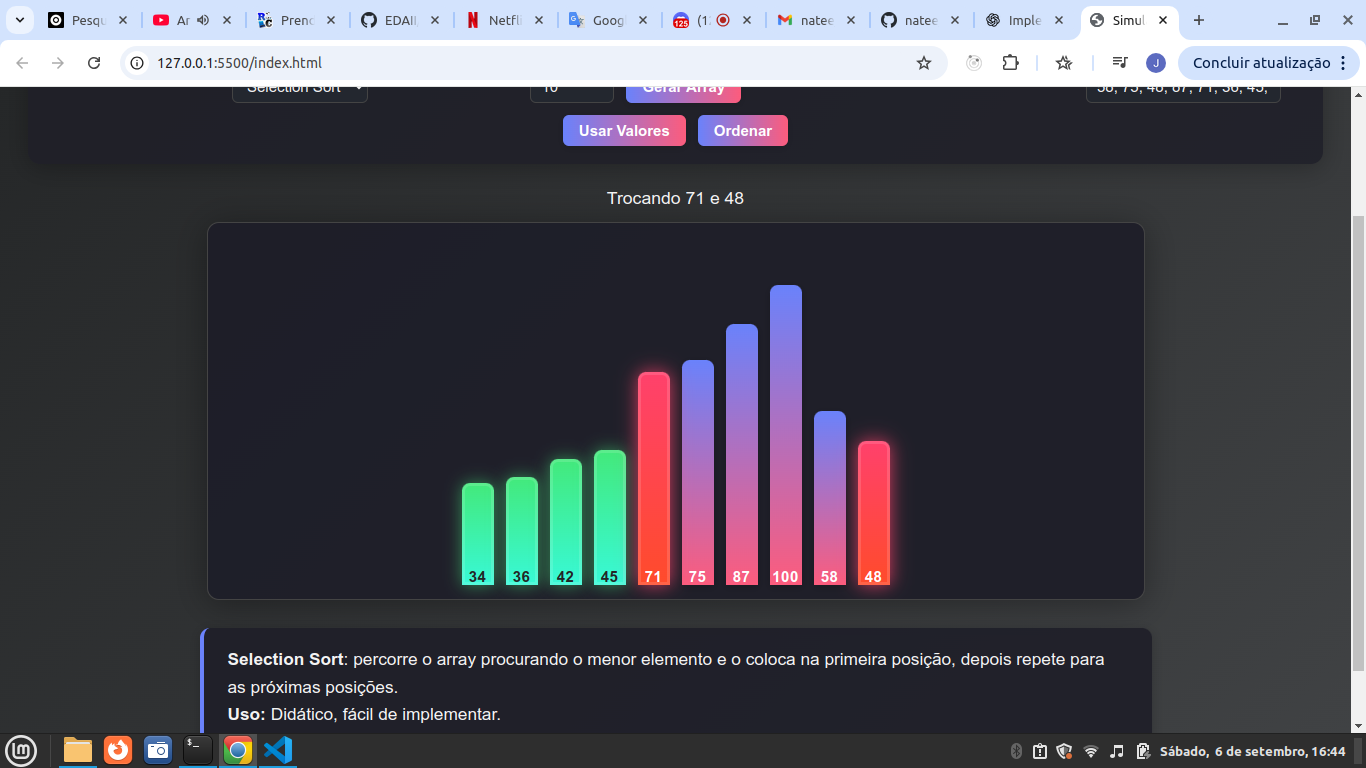 Pesqu
Ar
Prenc
EDAII
Netfli
Goog
125
(1
natee
natee
Imple
Simul
127.0.0.1:5500/index.html
J
Concluir atualização
Selection Sort
10
Gerar Array
58, 75, 48, 87, 71, 36, 45,
Usar Valores
Ordenar
Trocando 71 e 48
34 36 42 45 71 75 87 100 58 48
Selection Sort: percorre o array procurando o menor elemento e o coloca na primeira posição, depois repete para
as próximas posições.
Uso: Didático, fácil de implementar.
Sábado, 6 de setembro, 16:44